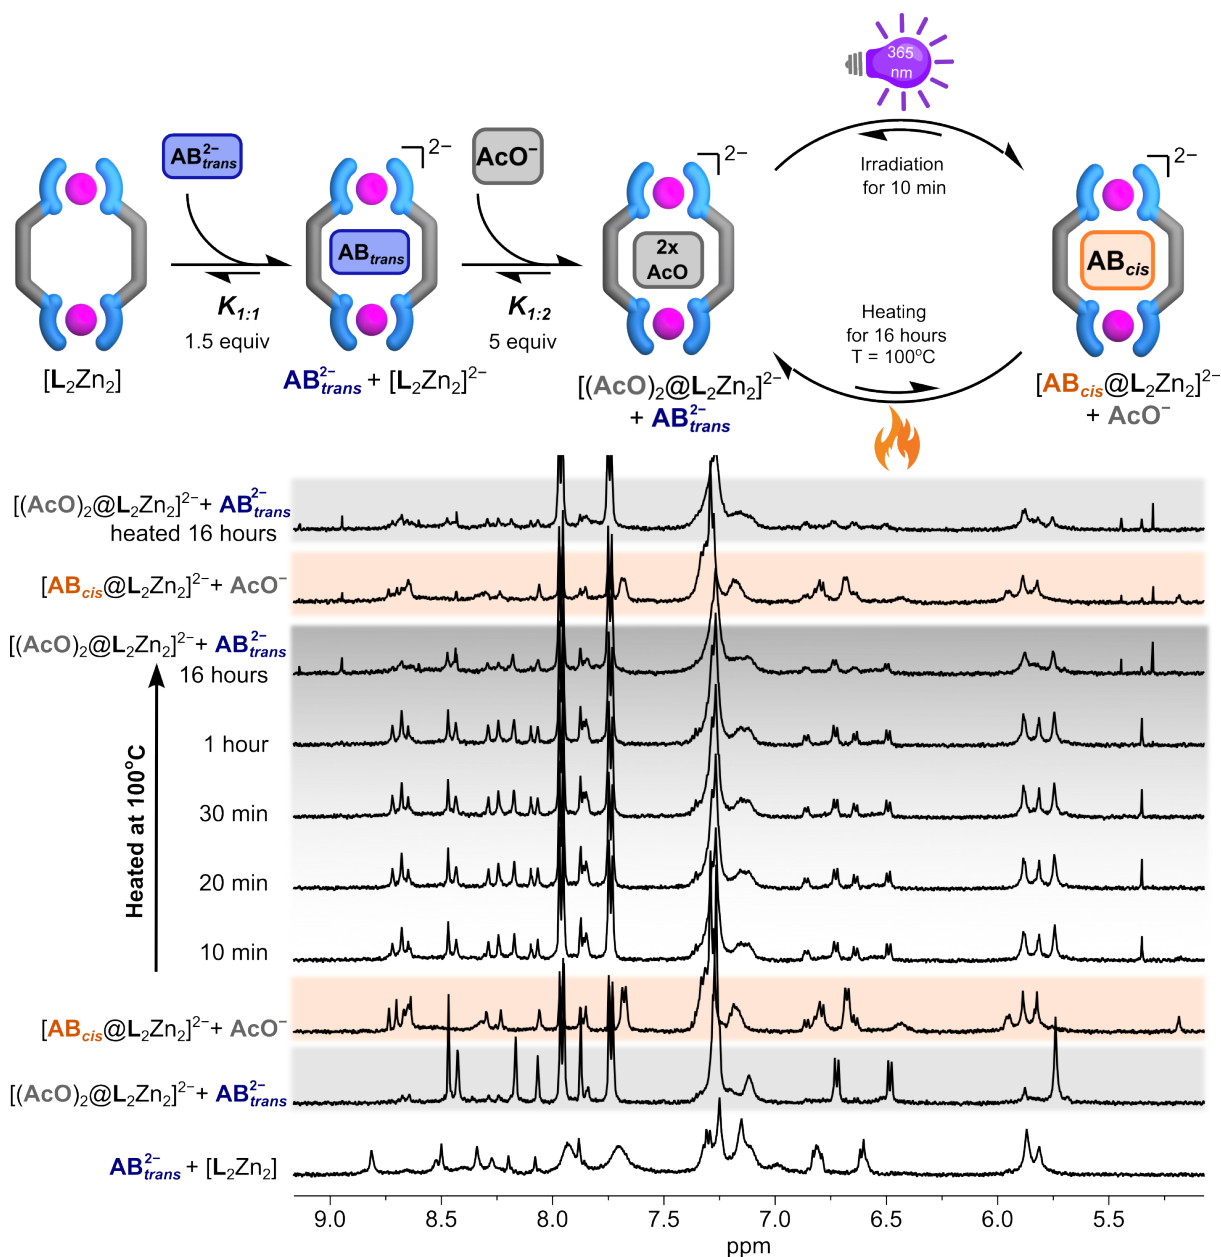 365
nm
AB²⁻trans
AcO⁻
Irradiation
for 10 min
2−
2−
2−
ABtrans
2x
AcO
ABcis
K1:1
1.5 equiv
K1:2
5 equiv
Heating
for 16 hours
T = 100°C
[L₂Zn₂]
AB²⁻trans + [L₂Zn₂]²⁻
[(AcO)₂@L₂Zn₂]²⁻
+ AB²⁻trans
[ABcis@L₂Zn₂]²⁻
+ AcO⁻
[(AcO)₂@L₂Zn₂]²⁻+ AB²⁻trans
heated 16 hours
[ABcis@L₂Zn₂]²⁻+ AcO⁻
[(AcO)₂@L₂Zn₂]²⁻+ AB²⁻trans
16 hours
1 hour
30 min
20 min
10 min
Heated at 100°C
[ABcis@L₂Zn₂]²⁻+ AcO⁻
[(AcO)₂@L₂Zn₂]²⁻+ AB²⁻trans
AB²⁻trans + [L₂Zn₂]
9.0 8.5 8.0 7.5 7.0 6.5 6.0 5.5
ppm